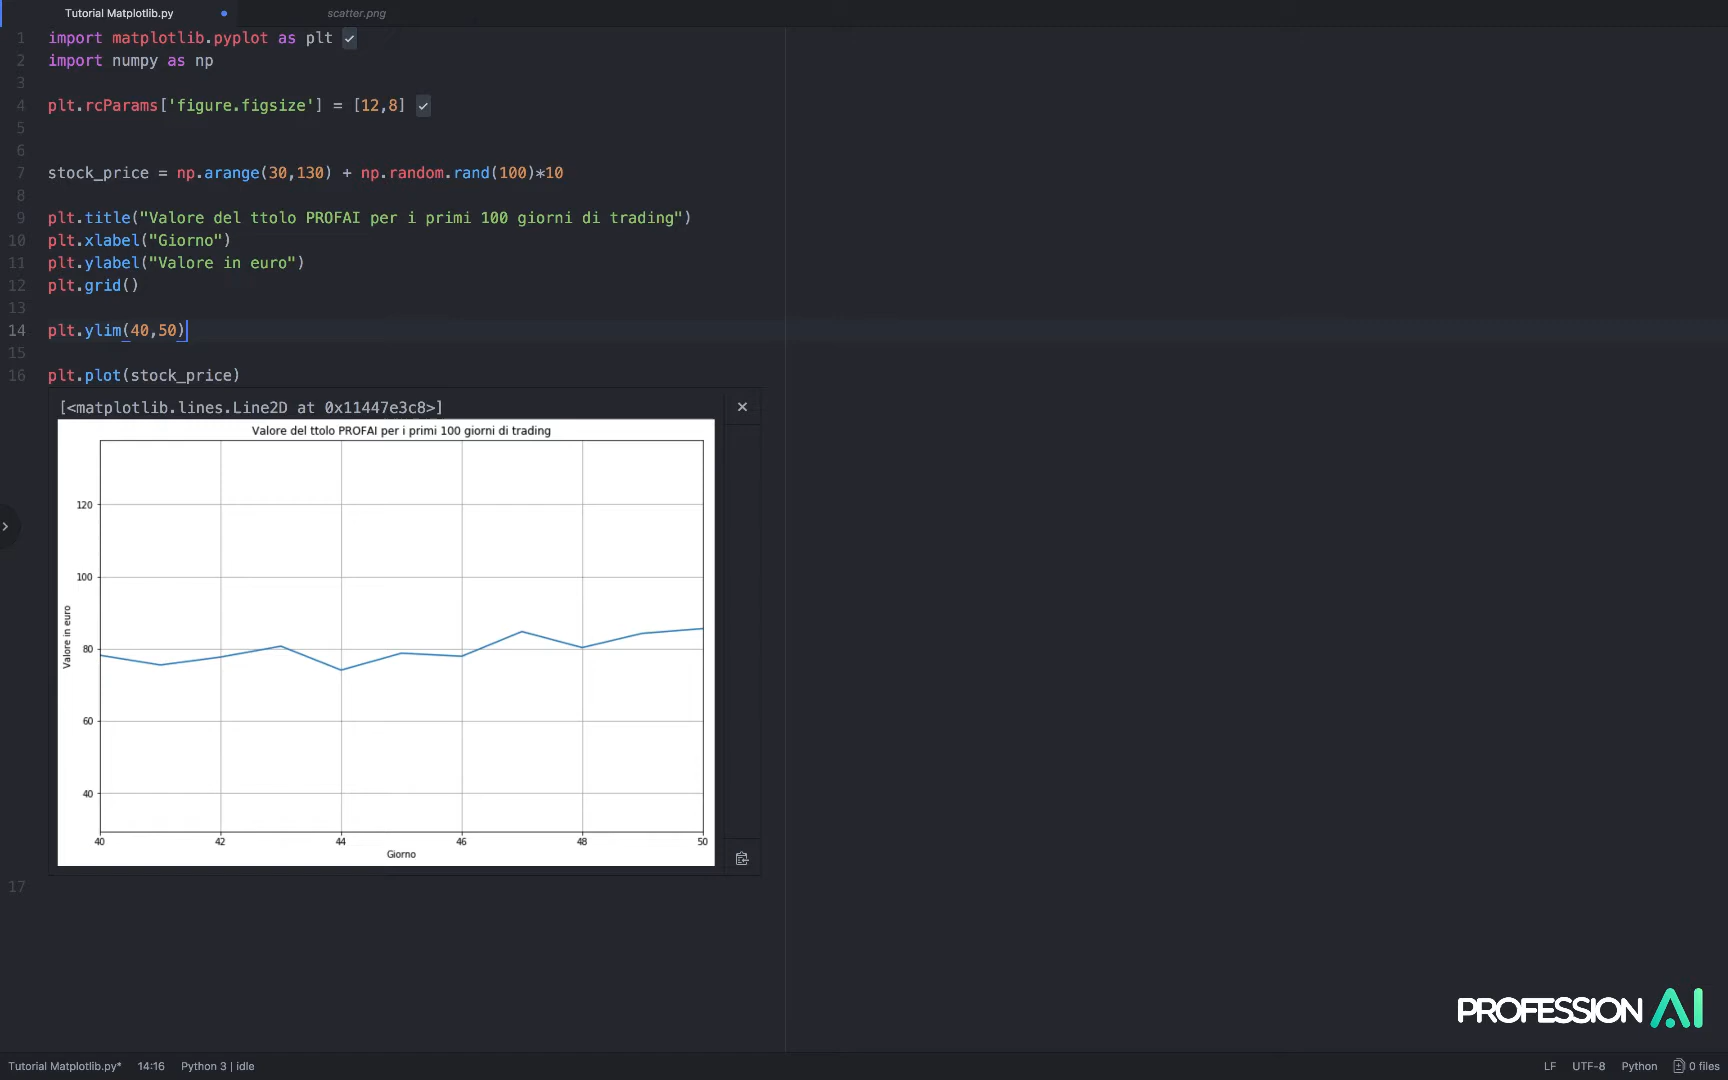 Tutorial Matplotlib.py
scatter.png
1 import matplotlib.pyplot as plt
2 import numpy as np
3
4 plt.rcParams['figure.figsize'] = [12,8]
5
6
7 stock_price = np.arange(30,130) + np.random.rand(100)*10
8
9 plt.title("Valore del ttolo PROFAI per i primi 100 giorni di trading")
10 plt.xlabel("Giorno")
11 plt.ylabel("Valore in euro")
12 plt.grid()
13
14 plt.ylim(40,50)
15
16 plt.plot(stock_price)
[<matplotlib.lines.Line2D at 0x11447e3c8>]
Valore del ttolo PROFAI per i primi 100 giorni di trading
120
100
80
60
40
Valore in euro
40 42 44 46 48 50
Giorno
17
PROFESSION AI
Tutorial Matplotlib.py* 14:16 Python 3 | idle
LF UTF-8 Python 0 files